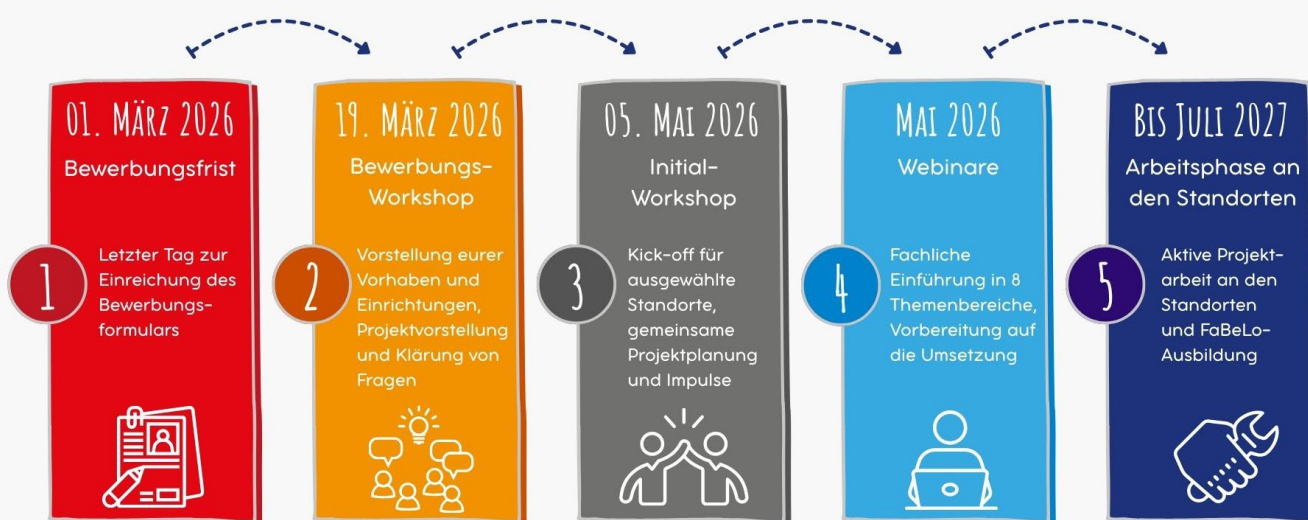 01. März 2026
Bewerbungsfrist
1
Letzter Tag zur
Einreichung des
Bewerbungs-
formulars
19. März 2026
Bewerbungs-
Workshop
2
Vorstellung eurer
Vorhaben und
Einrichtungen,
Projektvorstellung
und Klärung von
Fragen
05. Mai 2026
Initial-
Workshop
3
Kick-off für
ausgewählte
Standorte,
gemeinsame
Projektplanung
und Impulse
Mai 2026
Webinare
4
Fachliche
Einführung in 8
Themenbereiche,
Vorbereitung auf
die Umsetzung
Bis Juli 2027
Arbeitsphase an
den Standorten
5
Aktive Projekt-
arbeit an den
Standorten
und FaBeLo-
Ausbildung